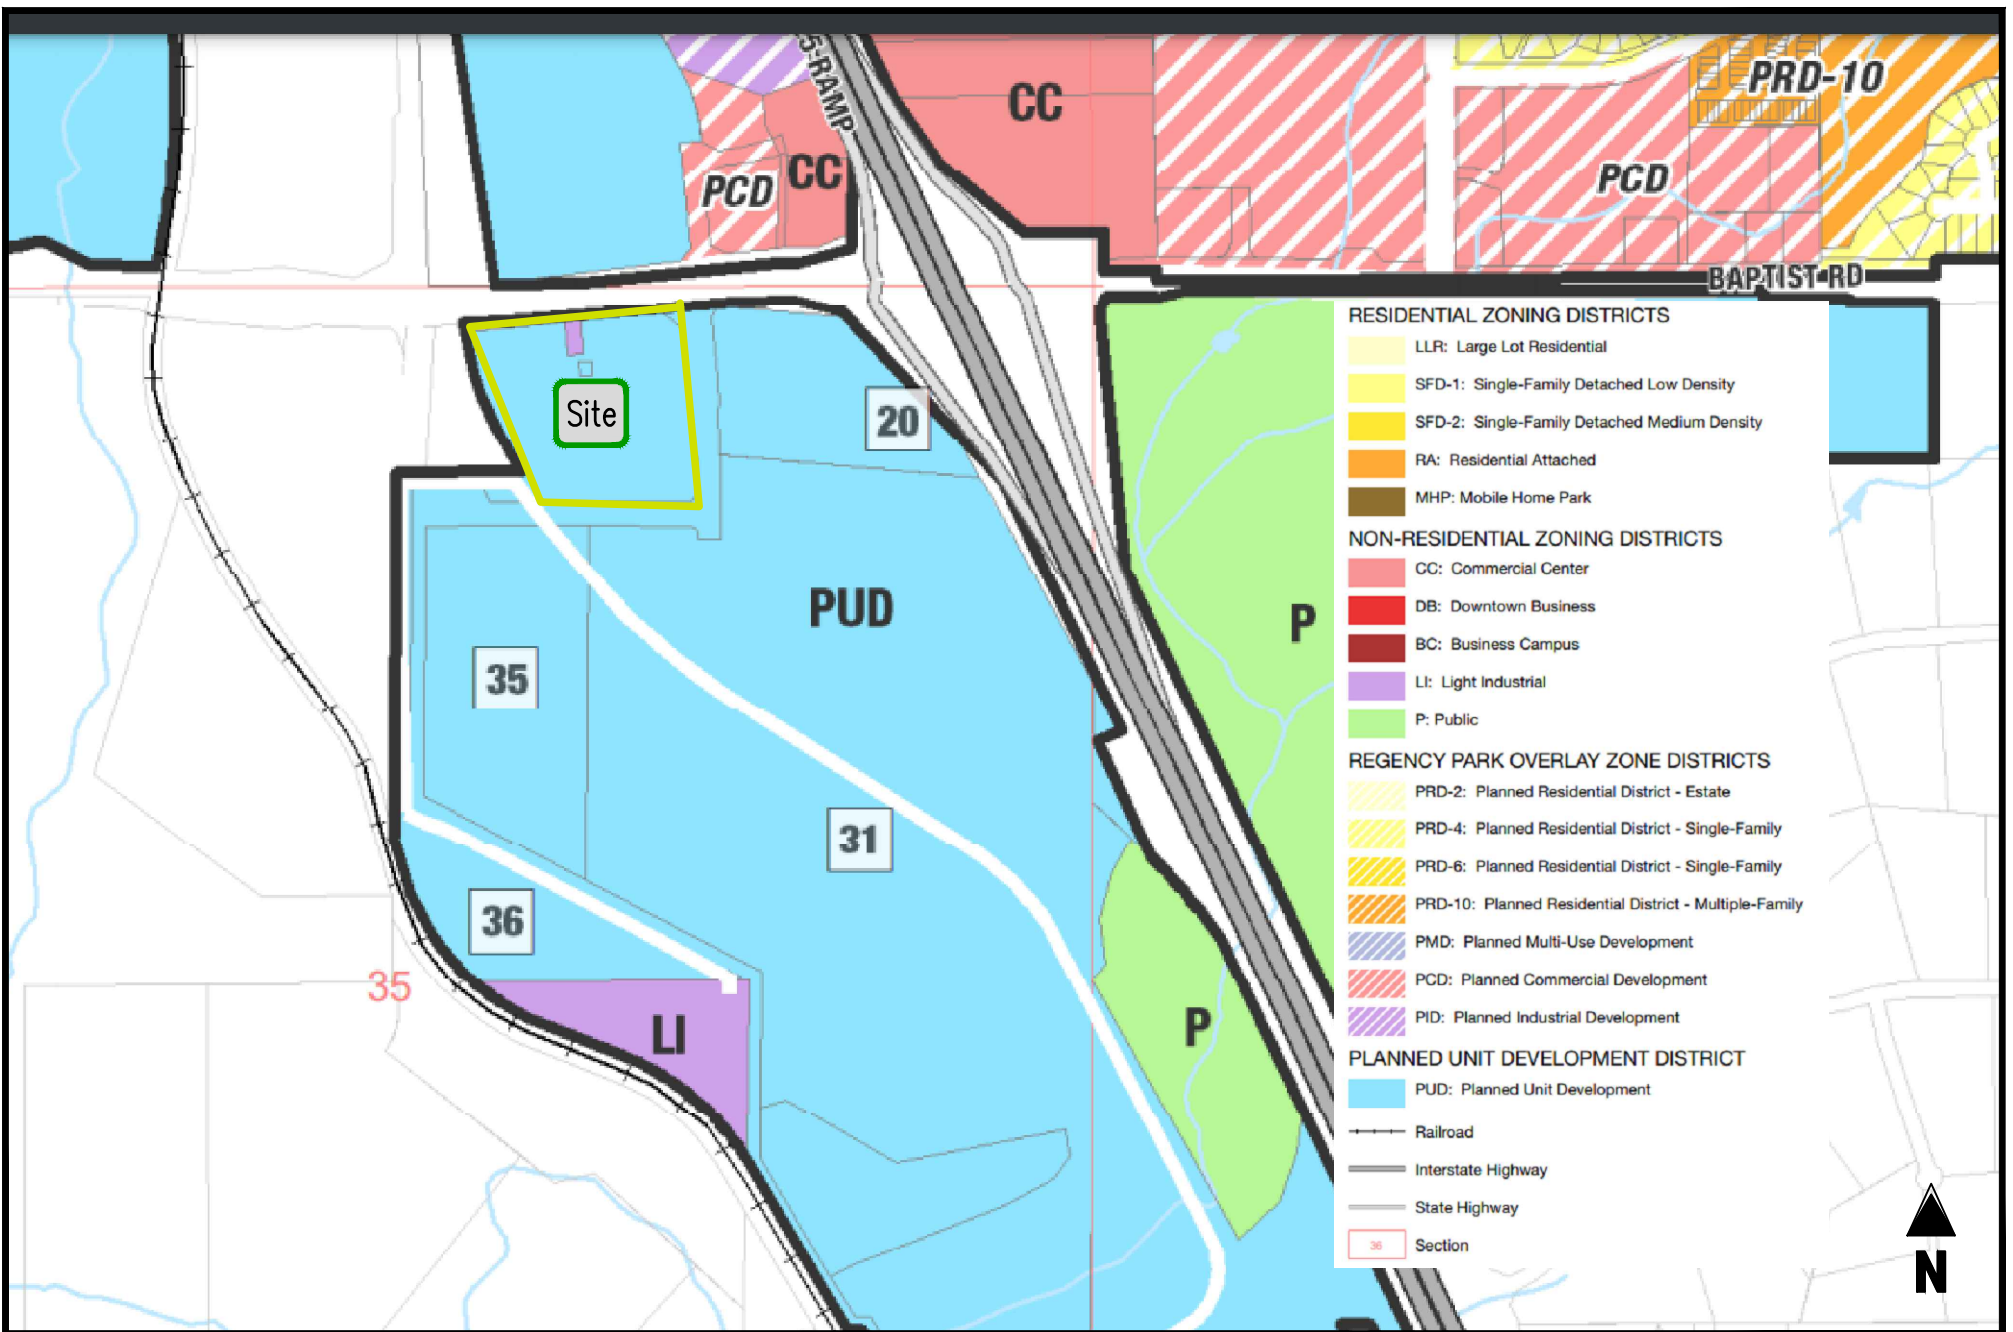 5-RAMP
CC
PRD-10
PCD
CC
PCD
BAPTIST RD
Site
20
PUD
P
35
31
36
35
LI
P
RESIDENTIAL ZONING DISTRICTS
LLR: Large Lot Residential
SFD-1: Single-Family Detached Low Density
SFD-2: Single-Family Detached Medium Density
RA: Residential Attached
MHP: Mobile Home Park
NON-RESIDENTIAL ZONING DISTRICTS
CC: Commercial Center
DB: Downtown Business
BC: Business Campus
LI: Light Industrial
P: Public
REGENCY PARK OVERLAY ZONE DISTRICTS
PRD-2: Planned Residential District - Estate
PRD-4: Planned Residential District - Single-Family
PRD-6: Planned Residential District - Single-Family
PRD-10: Planned Residential District - Multiple-Family
PMD: Planned Multi-Use Development
PCD: Planned Commercial Development
PID: Planned Industrial Development
PLANNED UNIT DEVELOPMENT DISTRICT
PUD: Planned Unit Development
Railroad
Interstate Highway
State Highway
36 Section
N